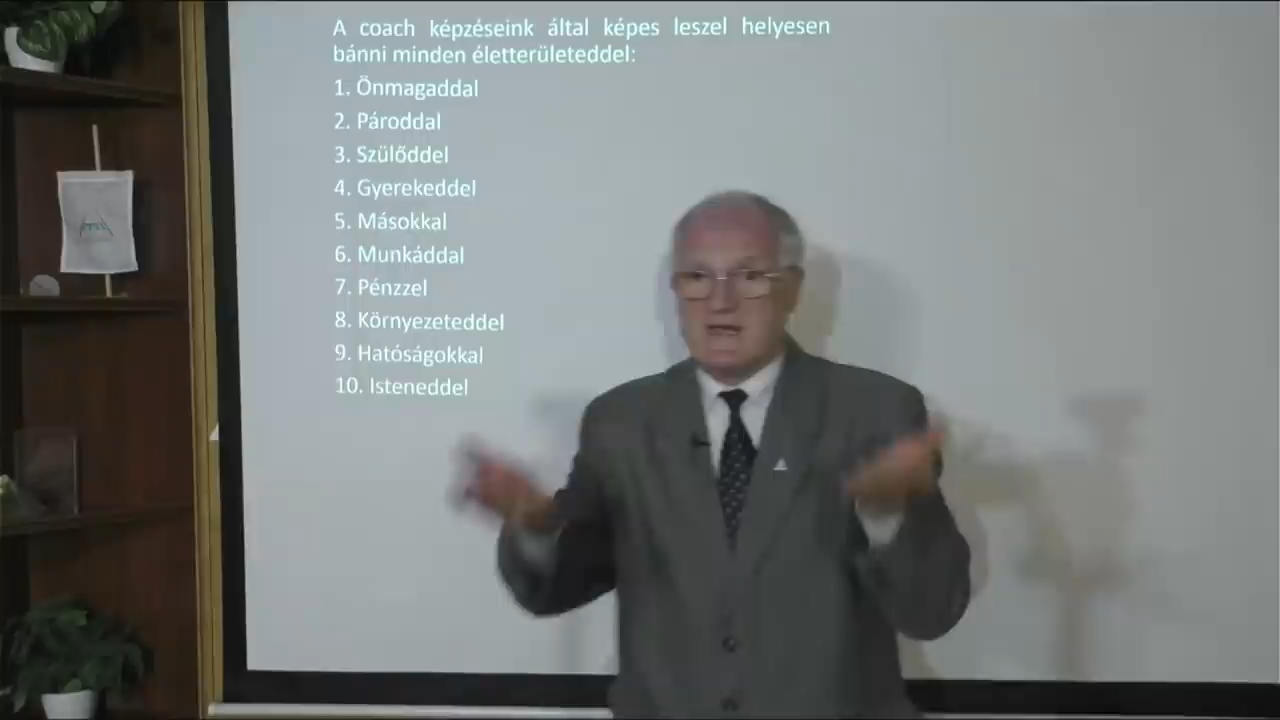 A coach képzéseink által képes leszel helyesen
bánni minden életterületeddel:
1. Önmagaddal
2. Pároddal
3. Szülőddel
4. Gyerekeddel
5. Másokkal
6. Munkáddal
7. Pénzzel
8. Környezeteddel
9. Hatóságokkal
10. Isteneddel